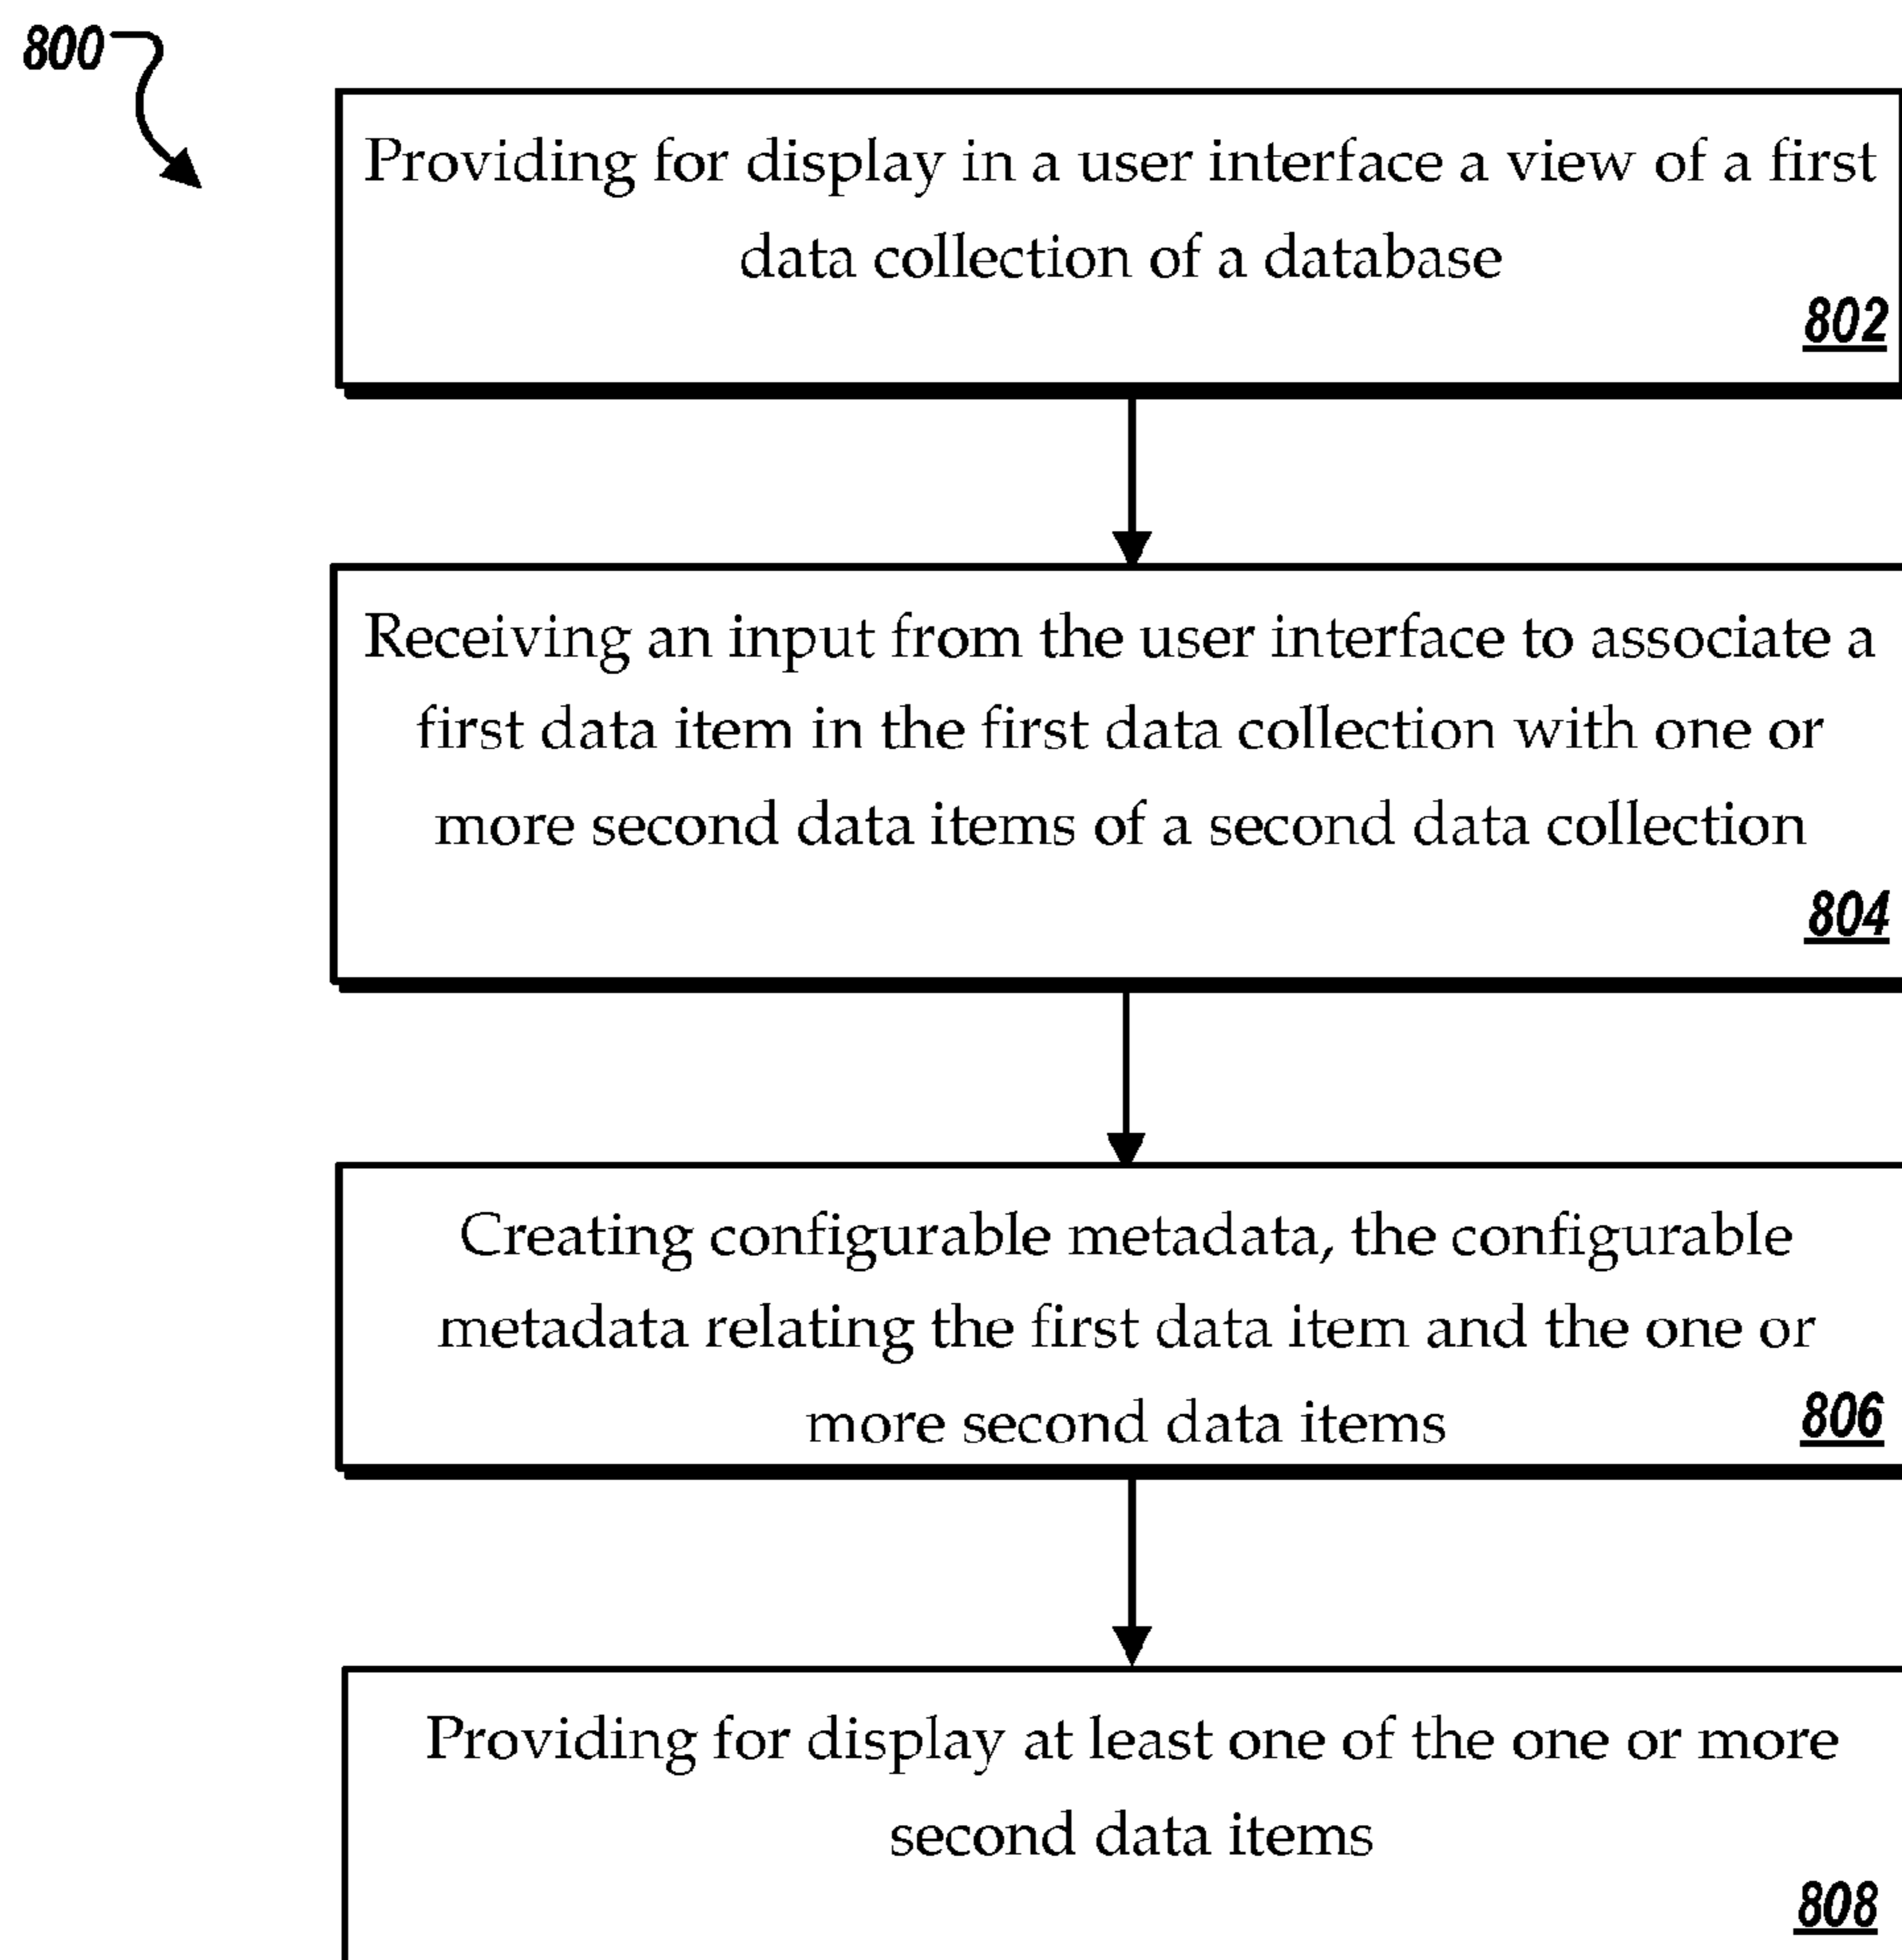 800
Providing for display in a user interface a view of a first
data collection of a database
802
Receiving an input from the user interface to associate a
first data item in the first data collection with one or
more second data items of a second data collection
804
Creating configurable metadata, the configurable
metadata relating the first data item and the one or
more second data items
806
Providing for display at least one of the one or more
second data items
808